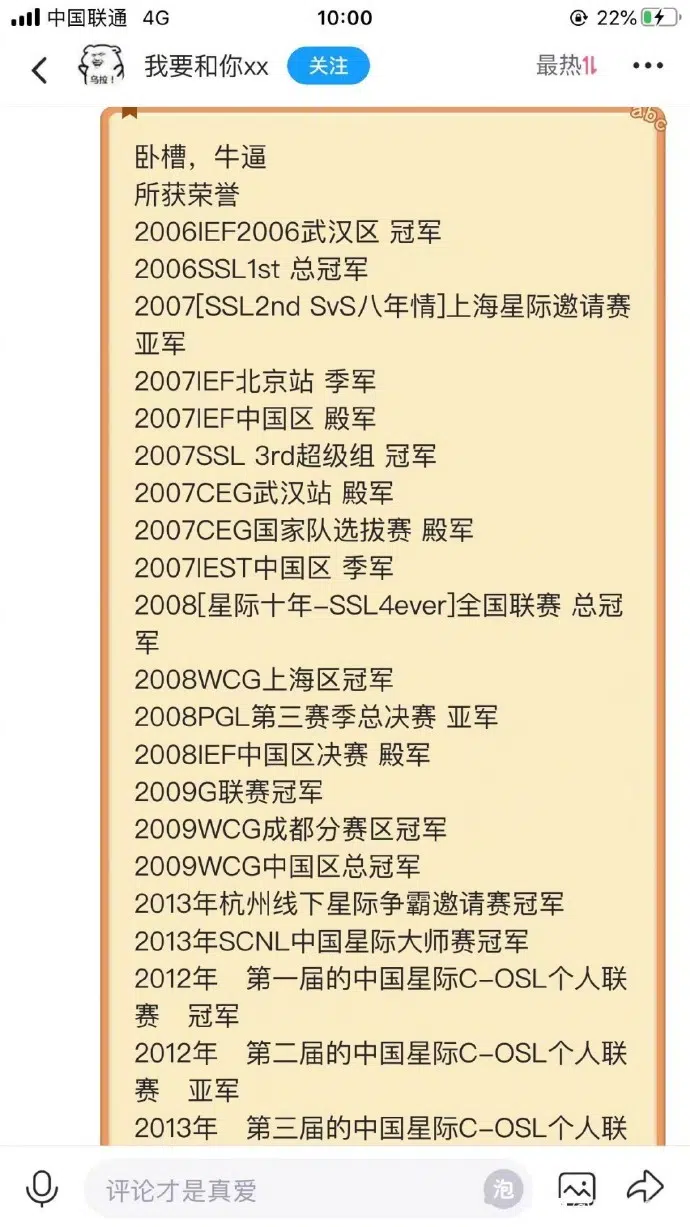 中国联通 4G 10:00 22%
我要和你xx 关注 最热
乌拉！
abc
卧槽，牛逼
所获荣誉
2006IEF2006武汉区 冠军
2006SSL1st 总冠军
2007[SSL2nd SvS八年情]上海星际邀请赛
亚军
2007IEF北京站 季军
2007IEF中国区 殿军
2007SSL 3rd超级组 冠军
2007CEG武汉站 殿军
2007CEG国家队选拔赛 殿军
2007IEST中国区 季军
2008[星际十年-SSL4ever]全国联赛 总冠
军
2008WCG上海区冠军
2008PGL第三赛季总决赛 亚军
2008IEF中国区决赛 殿军
2009G联赛冠军
2009WCG成都分赛区冠军
2009WCG中国区总冠军
2013年杭州线下星际争霸邀请赛冠军
2013年SCNL中国星际大师赛冠军
2012年　第一届的中国星际C-OSL个人联
赛　冠军
2012年　第二届的中国星际C-OSL个人联
赛　亚军
2013年　第三届的中国星际C-OSL个人联
评论才是真爱 泡